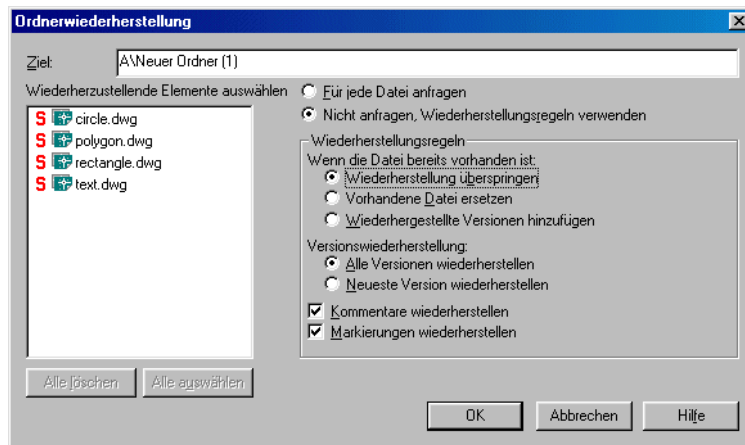 Ordnerwiederherstellung
Ziel: A\Neuer Ordner (1)
Wiederherzustellende Elemente auswählen
S circle.dwg
S polygon.dwg
S rectangle.dwg
S text.dwg
Alle löschen
Alle auswählen
Für jede Datei anfragen
Nicht anfragen, Wiederherstellungsregeln verwenden
Wiederherstellungsregeln
Wenn die Datei bereits vorhanden ist:
Wiederherstellung überspringen
Vorhandene Datei ersetzen
Wiederhergestellte Versionen hinzufügen
Versionswiederherstellung:
Alle Versionen wiederherstellen
Neueste Version wiederherstellen
Kommentare wiederherstellen
Markierungen wiederherstellen
OK
Abbrechen
Hilfe